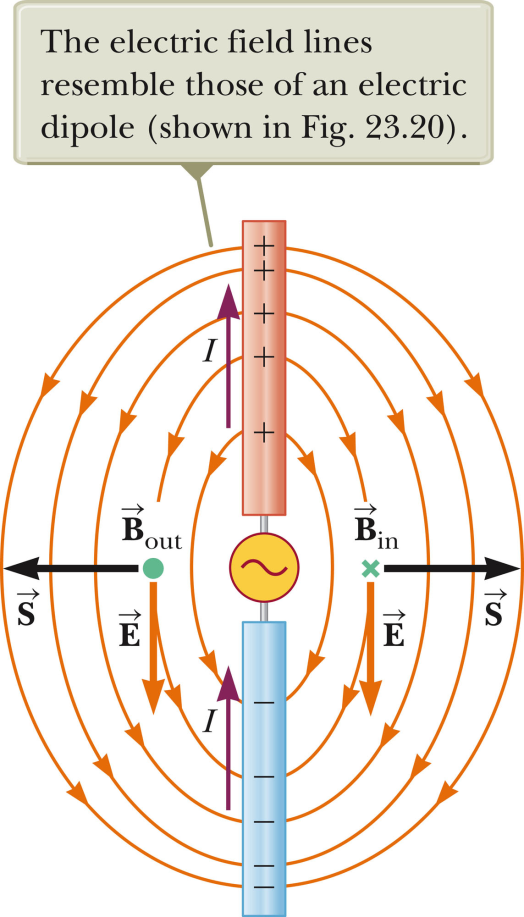 The electric field lines
resemble those of an electric
dipole (shown in Fig. 23.20).
+
+
+
+
+
I
B⃗out
B⃗in
S⃗
S⃗
E⃗
E⃗
I
−
−
−
−
−